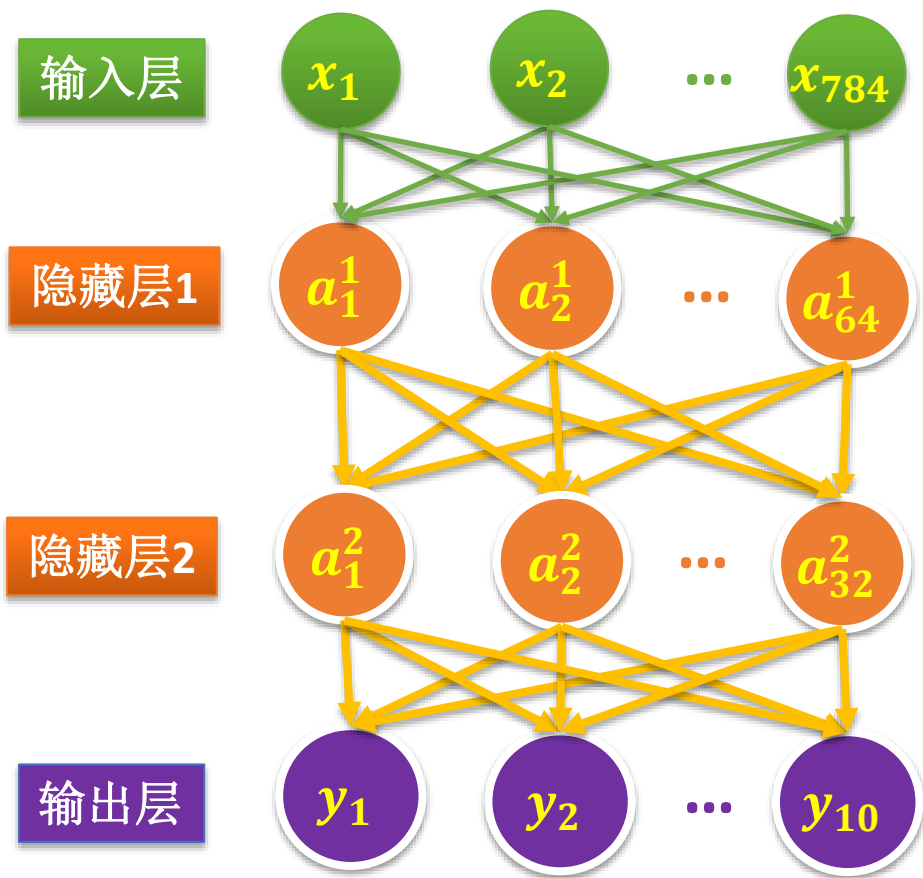 输入层 x₁ x₂ ... x₇₈₄
隐藏层1 a₁¹ a₂¹ ... a₆₄¹
隐藏层2 a₁² a₂² ... a₃₂²
输出层 y₁ y₂ ... y₁₀